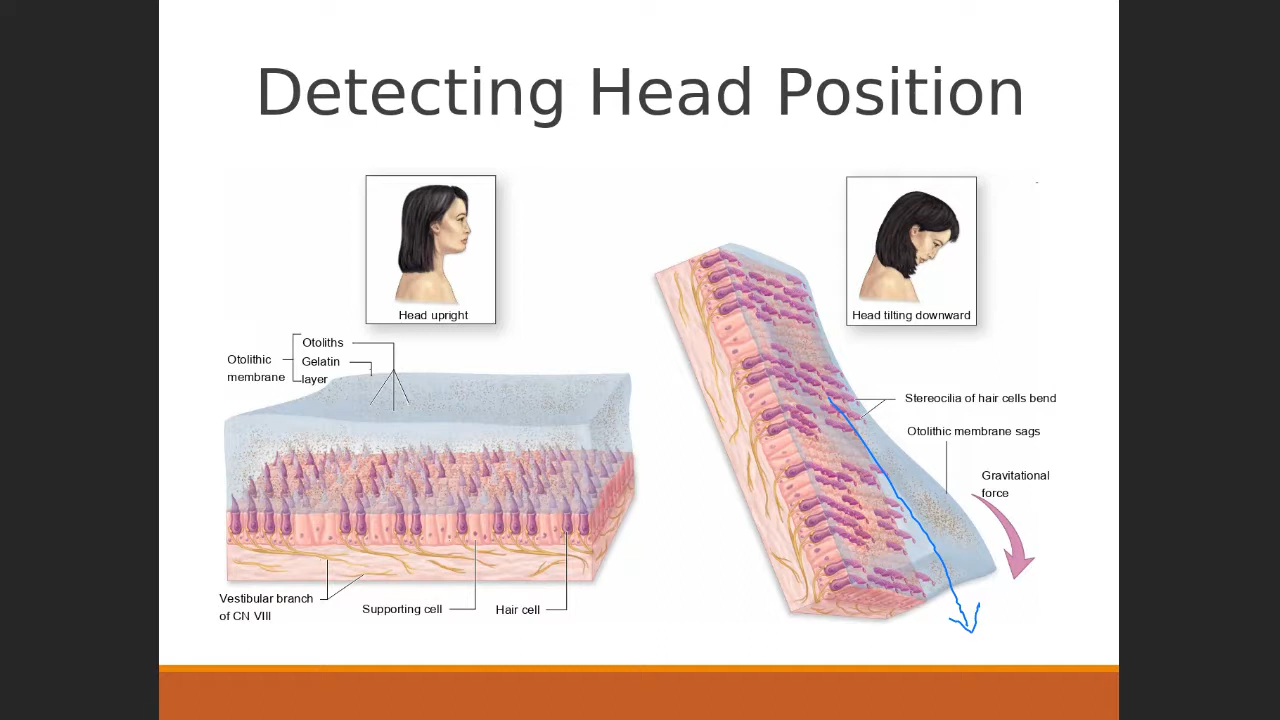 Detecting Head Position
Head upright
Head tilting downward
Otolithic
membrane
Otoliths
Gelatin
layer
Stereocilia of hair cells bend
Otolithic membrane sags
Gravitational
force
Vestibular branch
of CN VIII
Supporting cell
Hair cell